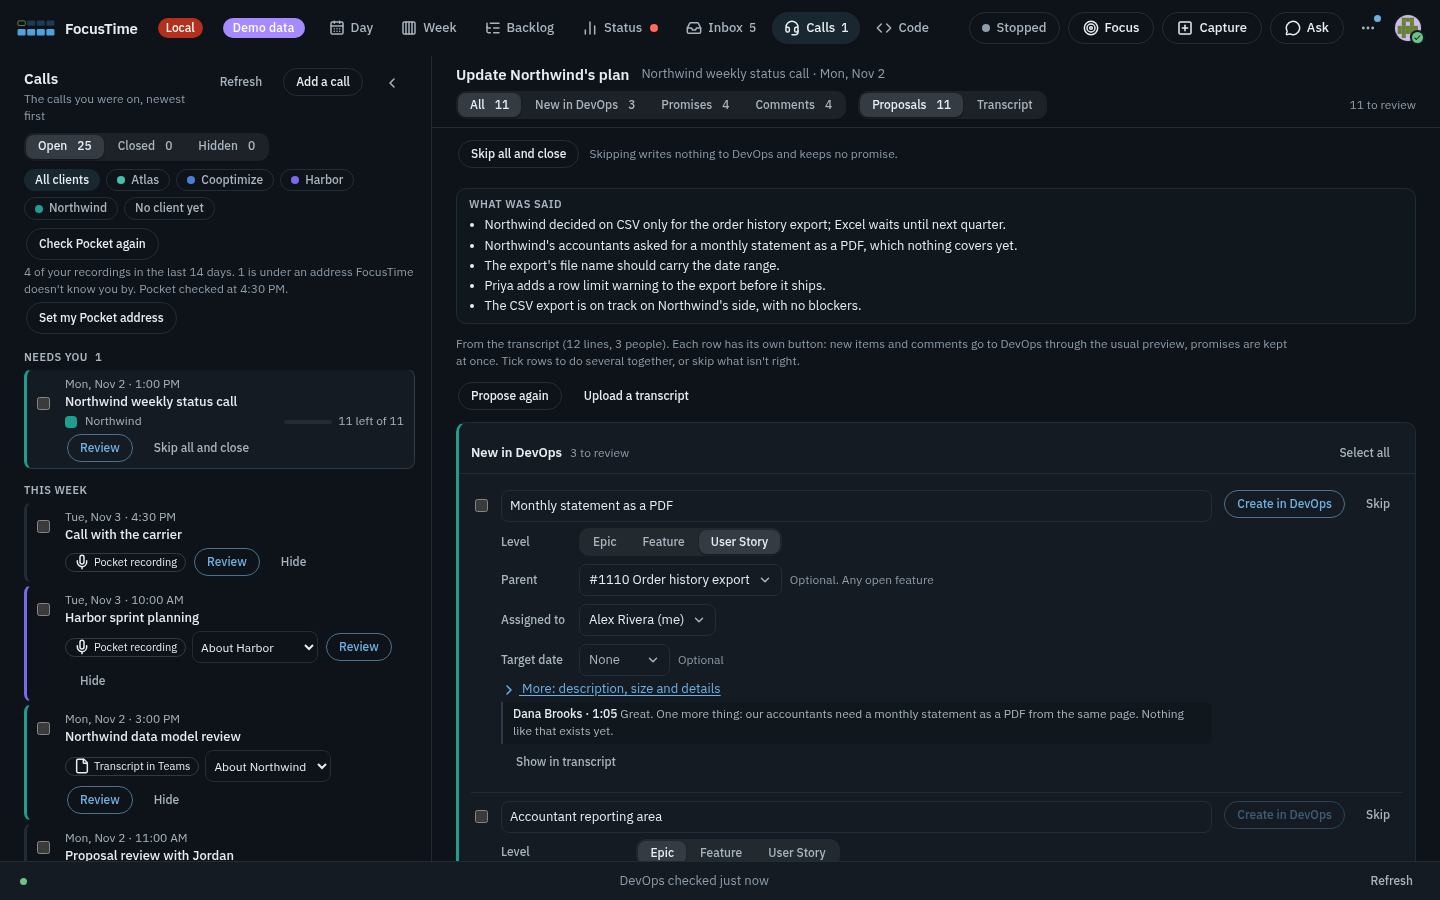 FocusTime
Local
Demo data
Day
Week
Backlog
Status
Inbox 5
Calls 1
Code
Stopped
Focus
Capture
Ask
Calls
Refresh
Add a call
The calls you were on, newest
first
Open 25
Closed 0
Hidden 0
All clients
Atlas
Cooptimize
Harbor
Northwind
No client yet
Check Pocket again
4 of your recordings in the last 14 days. 1 is under an address FocusTime
doesn't know you by. Pocket checked at 4:30 PM.
Set my Pocket address
NEEDS YOU 1
Mon, Nov 2 · 1:00 PM
Northwind weekly status call
Northwind
11 left of 11
Review
Skip all and close
THIS WEEK
Tue, Nov 3 · 4:30 PM
Call with the carrier
Pocket recording
Review
Hide
Tue, Nov 3 · 10:00 AM
Harbor sprint planning
Pocket recording
About Harbor
Review
Hide
Mon, Nov 2 · 3:00 PM
Northwind data model review
Transcript in Teams
About Northwind
Review
Hide
Mon, Nov 2 · 11:00 AM
Proposal review with Jordan
Update Northwind's plan
Northwind weekly status call · Mon, Nov 2
All 11
New in DevOps 3
Promises 4
Comments 4
Proposals 11
Transcript
11 to review
Skip all and close
Skipping writes nothing to DevOps and keeps no promise.
WHAT WAS SAID
• Northwind decided on CSV only for the order history export; Excel waits until next quarter.
• Northwind's accountants asked for a monthly statement as a PDF, which nothing covers yet.
• The export's file name should carry the date range.
• Priya adds a row limit warning to the export before it ships.
• The CSV export is on track on Northwind's side, with no blockers.
From the transcript (12 lines, 3 people). Each row has its own button: new items and comments go to DevOps through the usual preview, promises are kept
at once. Tick rows to do several together, or skip what isn't right.
Propose again
Upload a transcript
New in DevOps 3 to review
Select all
Monthly statement as a PDF
Create in DevOps
Skip
Level
Epic
Feature
User Story
Parent
#1110 Order history export
Optional. Any open feature
Assigned to
Alex Rivera (me)
Target date
None
Optional
More: description, size and details
Dana Brooks · 1:05 Great. One more thing: our accountants need a monthly statement as a PDF from the same page. Nothing
like that exists yet.
Show in transcript
Accountant reporting area
Create in DevOps
Skip
Level
Epic
Feature
User Story
DevOps checked just now
Refresh